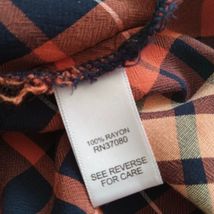 100% RAYON
RN37080
SEE REVERSE
FOR CARE